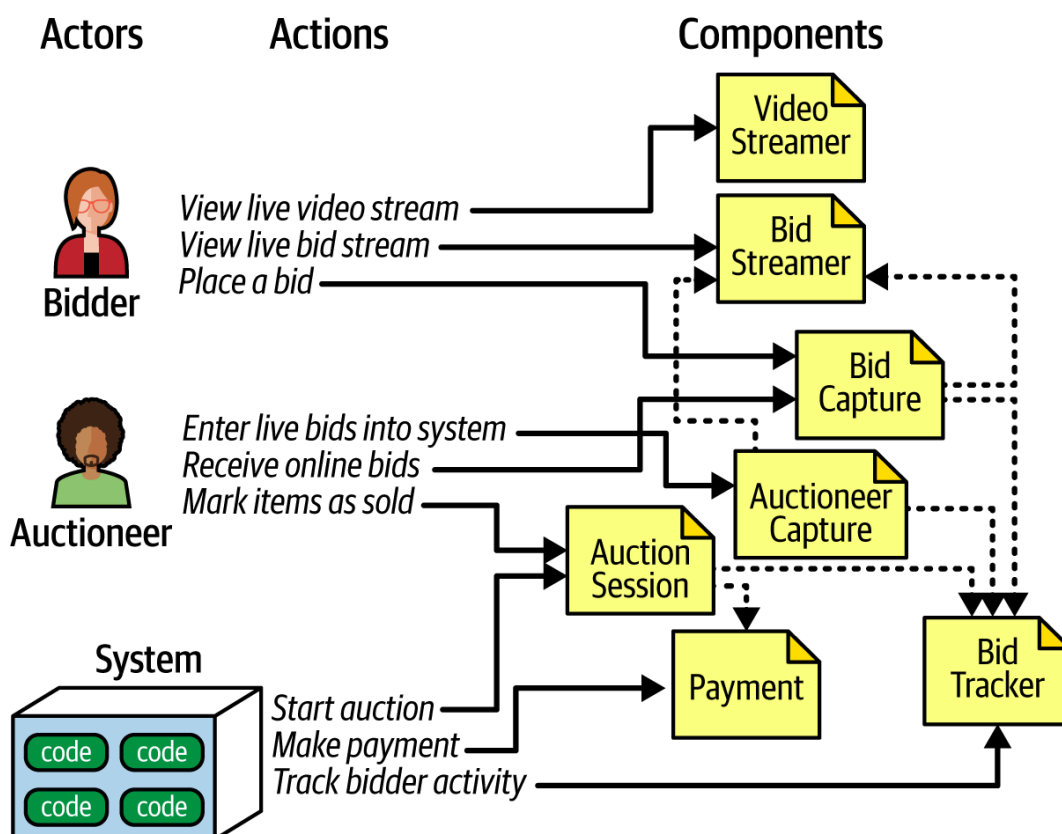 Actors
Actions
Components
Video
Streamer
View live video stream
View live bid stream
Place a bid
Bidder
Bid
Streamer
Bid
Capture
Enter live bids into system
Receive online bids
Mark items as sold
Auctioneer
Auctioneer
Capture
Auction
Session
System
Payment
Bid
Tracker
Start auction
Make payment
Track bidder activity
code
code
code
code